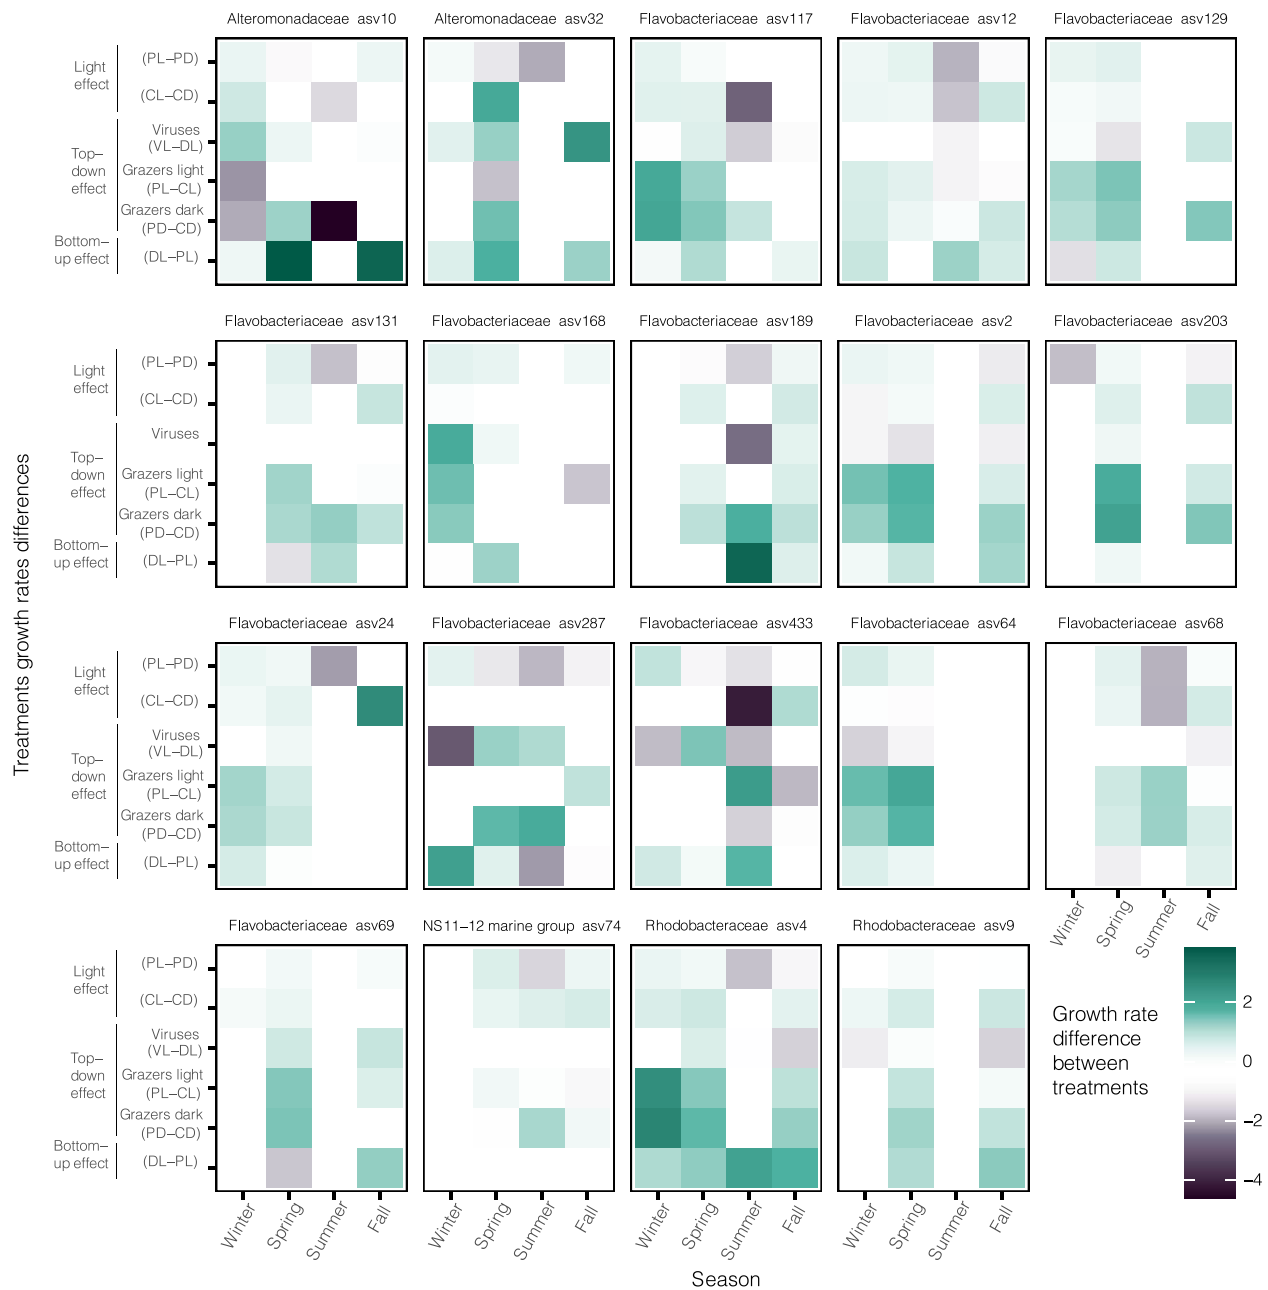 Alteromonadaceae asv10
Alteromonadaceae asv32
Flavobacteriaceae asv117
Flavobacteriaceae asv12
Flavobacteriaceae asv129
Light
effect
(PL–PD)
(CL–CD)
Top–
down
effect
Viruses
(VL–DL)
Grazers light
(PL–CL)
Grazers dark
(PD–CD)
Bottom–
up effect
(DL–PL)
Flavobacteriaceae asv131
Flavobacteriaceae asv168
Flavobacteriaceae asv189
Flavobacteriaceae asv2
Flavobacteriaceae asv203
Light
effect
(PL–PD)
(CL–CD)
Top–
down
effect
Viruses
Grazers light
(PL–CL)
Grazers dark
(PD–CD)
Bottom–
up effect
(DL–PL)
Treatments growth rates differences
Flavobacteriaceae asv24
Flavobacteriaceae asv287
Flavobacteriaceae asv433
Flavobacteriaceae asv64
Flavobacteriaceae asv68
Light
effect
(PL–PD)
(CL–CD)
Top–
down
effect
Viruses
(VL–DL)
Grazers light
(PL–CL)
Grazers dark
(PD–CD)
Bottom–
up effect
(DL–PL)
Winter
Spring
Summer
Fall
Flavobacteriaceae asv69
NS11–12 marine group asv74
Rhodobacteraceae asv4
Rhodobacteraceae asv9
Light
effect
(PL–PD)
(CL–CD)
Top–
down
effect
Viruses
(VL–DL)
Grazers light
(PL–CL)
Grazers dark
(PD–CD)
Bottom–
up effect
(DL–PL)
Winter
Spring
Summer
Fall
Winter
Spring
Summer
Fall
Winter
Spring
Summer
Fall
Winter
Spring
Summer
Fall
Season
Growth rate
difference
between
treatments
2
0
−2
−4